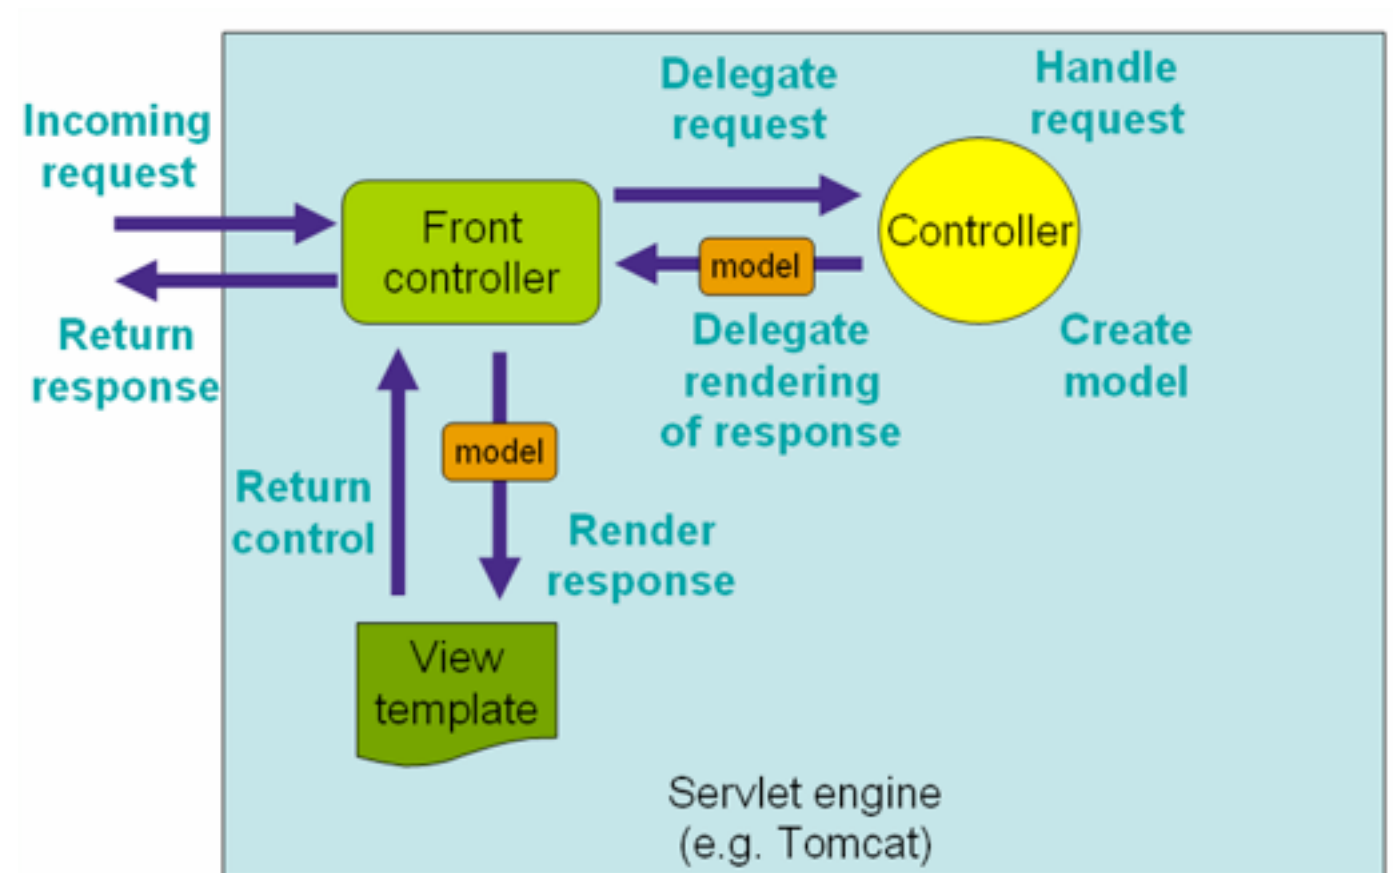 Incoming
request
Return
response
Delegate
request
Handle
request
Front
controller
Controller
model
Delegate
rendering
of response
Create
model
model
Return
control
Render
response
View
template
Servlet engine
(e.g. Tomcat)